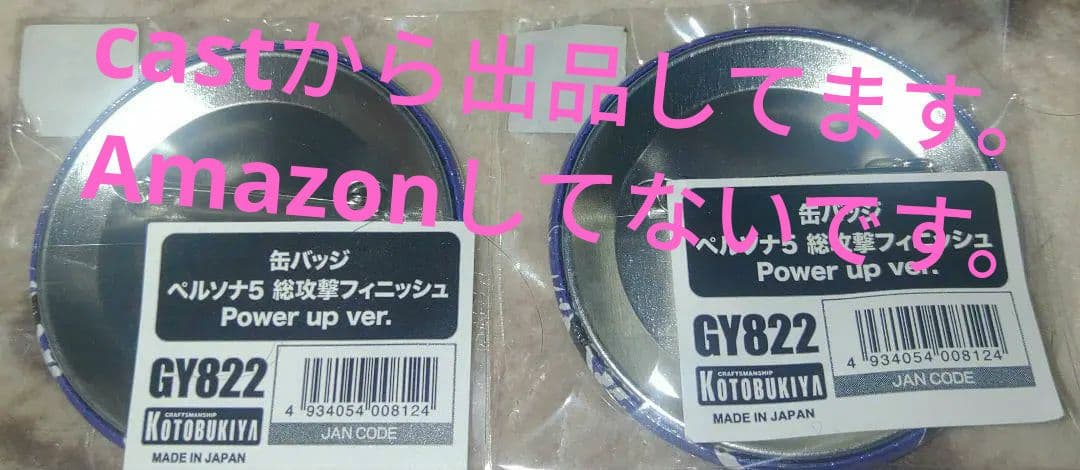 castから出品してます。
Amazonしてないです。
缶バッジ
ペルソナ5 総攻撃フィニッシュ
Power up ver.
GY822
4 934054 008124
JAN CODE
CRAFTSMANSHIP
KOTOBUKIYA
MADE IN JAPAN
缶バッジ
ペルソナ5 総攻撃フィニッシュ
Power up ver.
GY822
4 934054 008124
JAN CODE
CRAFTSMANSHIP
KOTOBUKIYA
MADE IN JAPAN